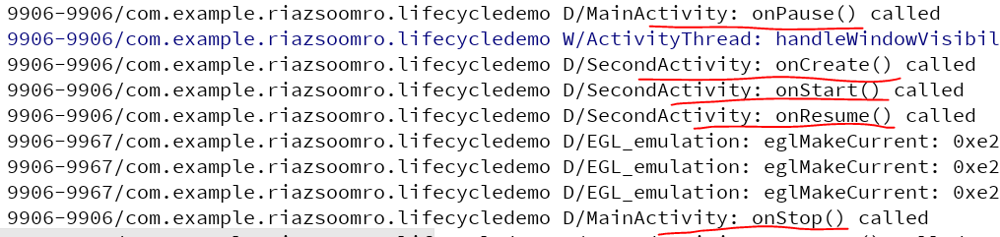 9906-9906/com.example.riazsoomro.lifecycledemo D/MainActivity: onPause() called
9906-9906/com.example.riazsoomro.lifecycledemo W/ActivityThread: handleWindowVisibil
9906-9906/com.example.riazsoomro.lifecycledemo D/SecondActivity: onCreate() called
9906-9906/com.example.riazsoomro.lifecycledemo D/SecondActivity: onStart() called
9906-9906/com.example.riazsoomro.lifecycledemo D/SecondActivity: onResume() called
9906-9967/com.example.riazsoomro.lifecycledemo D/EGL_emulation: eglMakeCurrent: 0xe2
9906-9967/com.example.riazsoomro.lifecycledemo D/EGL_emulation: eglMakeCurrent: 0xe2
9906-9967/com.example.riazsoomro.lifecycledemo D/EGL_emulation: eglMakeCurrent: 0xe2
9906-9906/com.example.riazsoomro.lifecycledemo D/MainActivity: onStop() called